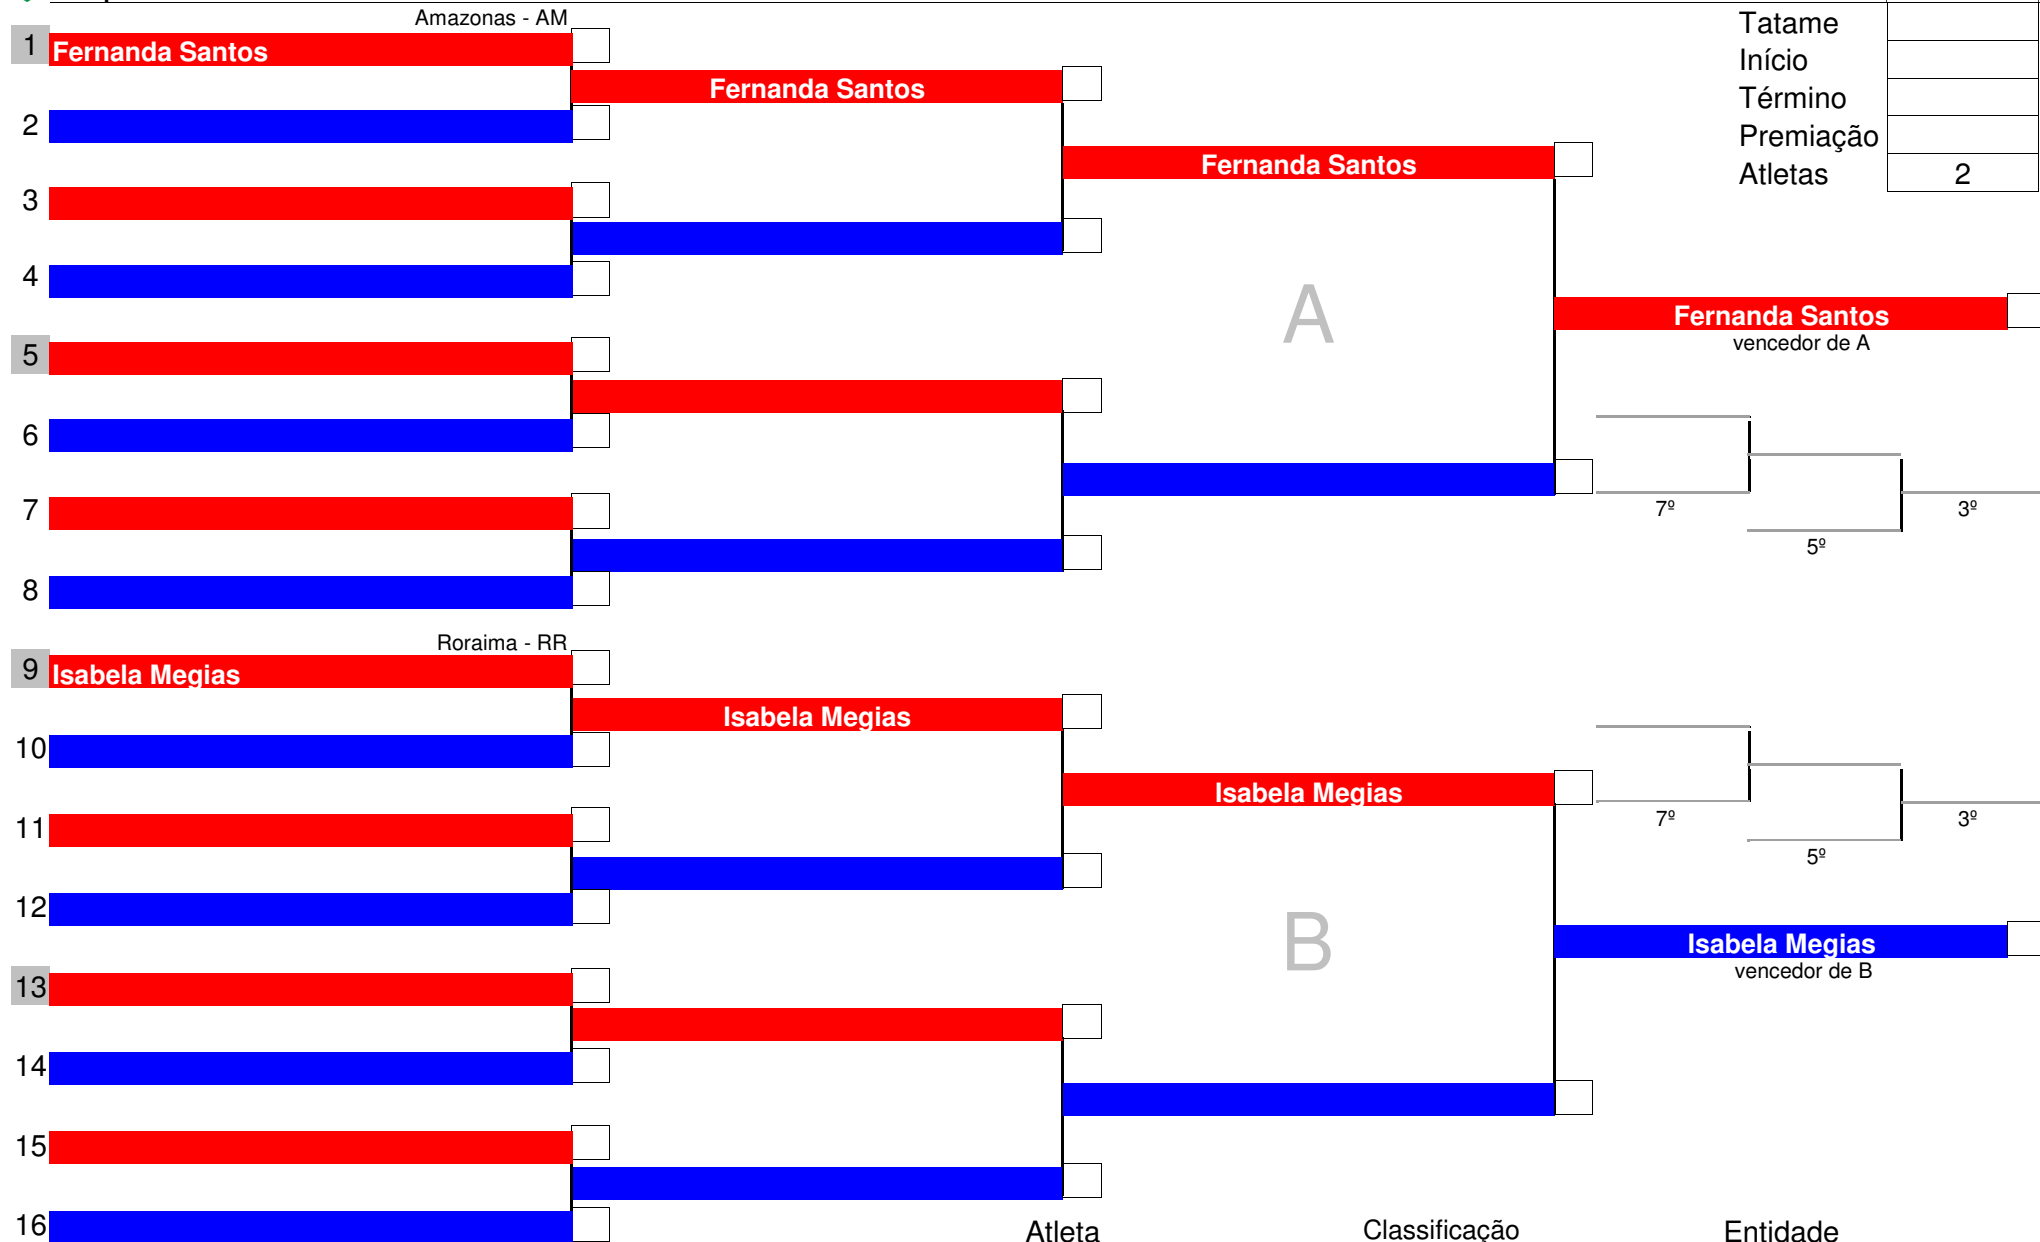 Amazonas - AM
Tatame
1 Fernanda Santos
Início
Fernanda Santos
Término
2
Premiação
Fernanda Santos
Atletas 2
3
4
A
Fernanda Santos
vencedor de A
5
6
7
7º 3º
5º
8
Roraima - RR
9 Isabela Megias
Isabela Megias
10
Isabela Megias
11
7º 3º
5º
12
B
Isabela Megias
vencedor de B
13
14
15
16
Atleta Classificação Entidade